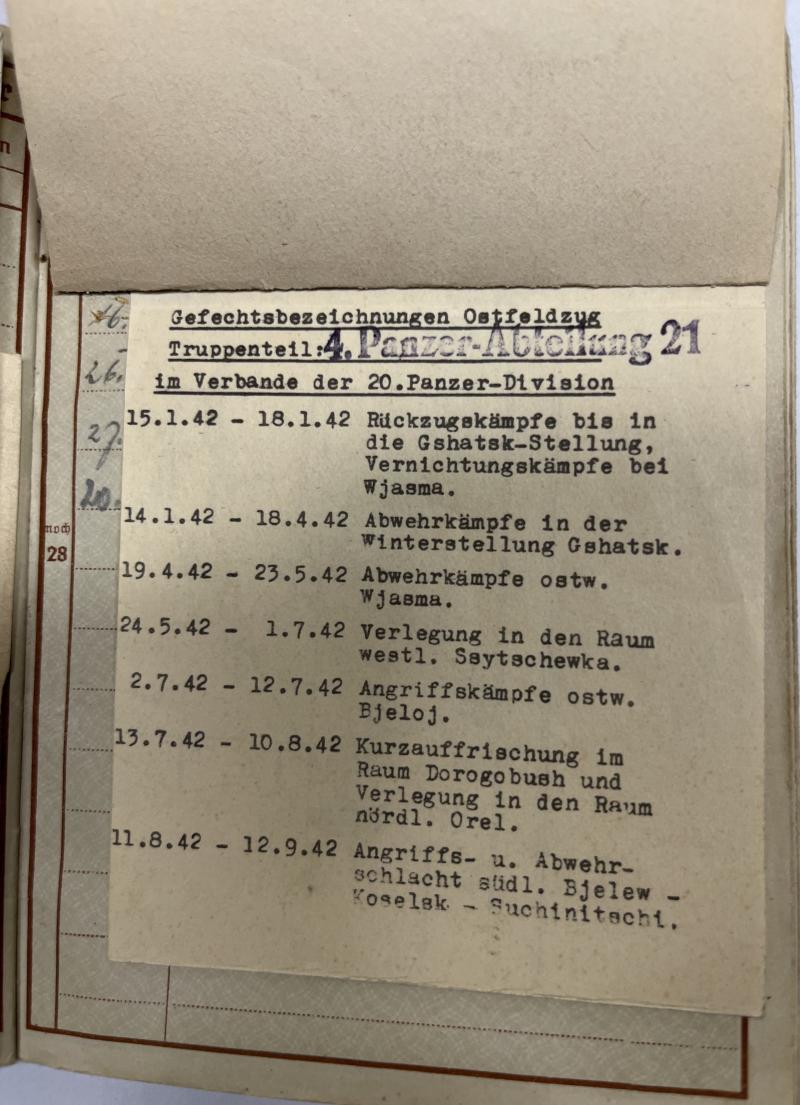 Gefechtsbezeichnungen Ostfeldzug
Truppenteil: 4. Panzer-Abteilung 21
im Verbande der 20.Panzer-Division
15.1.42 - 18.1.42 Rückzugskämpfe bis in
die Gshatsk-Stellung,
Vernichtungskämpfe bei
Wjasma.
14.1.42 - 18.4.42 Abwehrkämpfe in der
Winterstellung Gshatsk.
19.4.42 - 23.5.42 Abwehrkämpfe ostw.
Wjasma.
24.5.42 - 1.7.42 Verlegung in den Raum
westl. Ssytschewka.
2.7.42 - 12.7.42 Angriffskämpfe ostw.
Bjeloj.
13.7.42 - 10.8.42 Kurzauffrischung im
Raum Dorogobush und
Verlegung in den Raum
nördl. Orel.
11.8.42 - 12.9.42 Angriffs- u. Abwehr-
schlacht südl. Bjelew -
Koselsk - Suchinitschi.
26.
27.
20.
noch
28